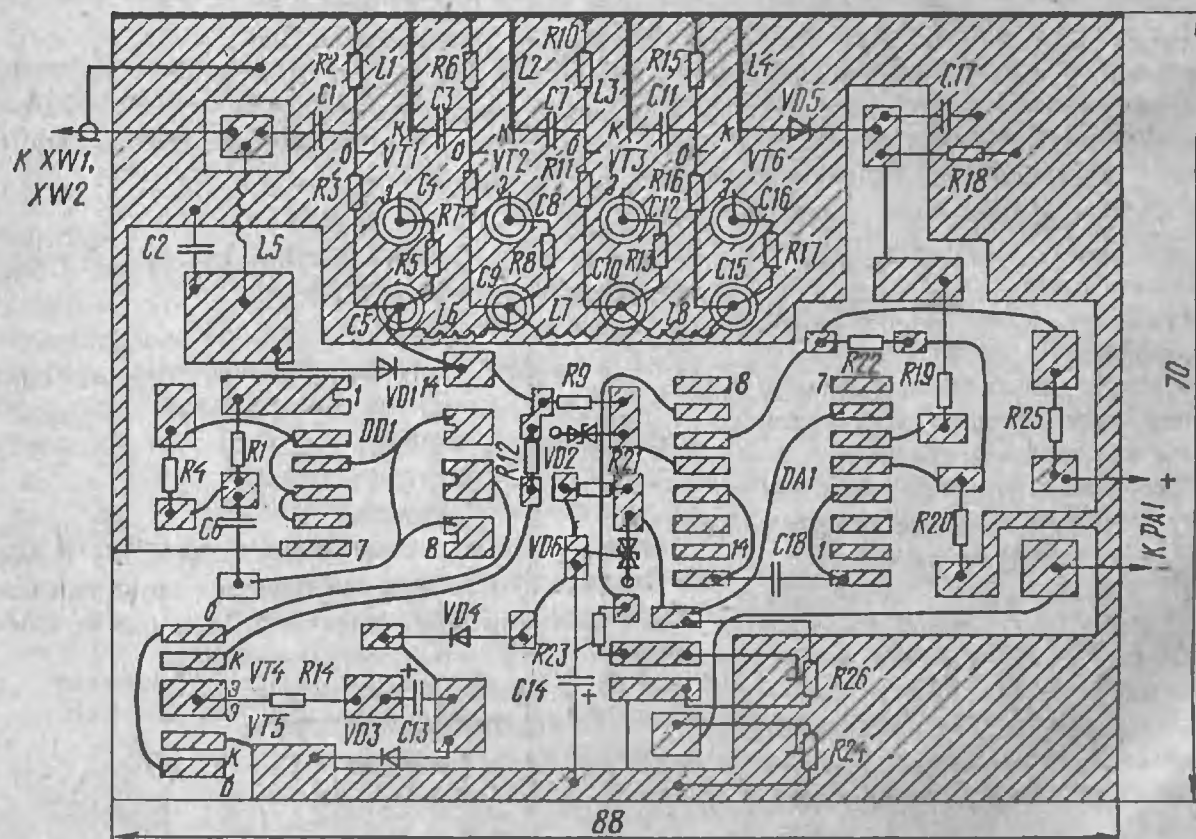 R2
L1
R6
L2
R10
R15
L4
C17
C1
C3
C7
L3
C11
VD5
К
К
К
К
К XW1,
XW2
б
VT1
б
VT2
б
VT3
б
VT6
R18
R3
Э
C4
R7
Э
C8
R11
Э
C12
R16
Э
C16
C2
L5
R5
C9
R8
C10
R13
C15
R17
C5
L6
L7
L8
VD1
14
R9
8
7
R22
R19
R25
70
1
DD1
R1
R4
R12
VD2
R21
DA1
+
C6
7
8
VD6
14
C18
1
R20
К PA1
б
К
VT4
R14
VD4
R23
C14
+
R26
Э
Э
VT5
VD3
+
C13
R24
К
б
88